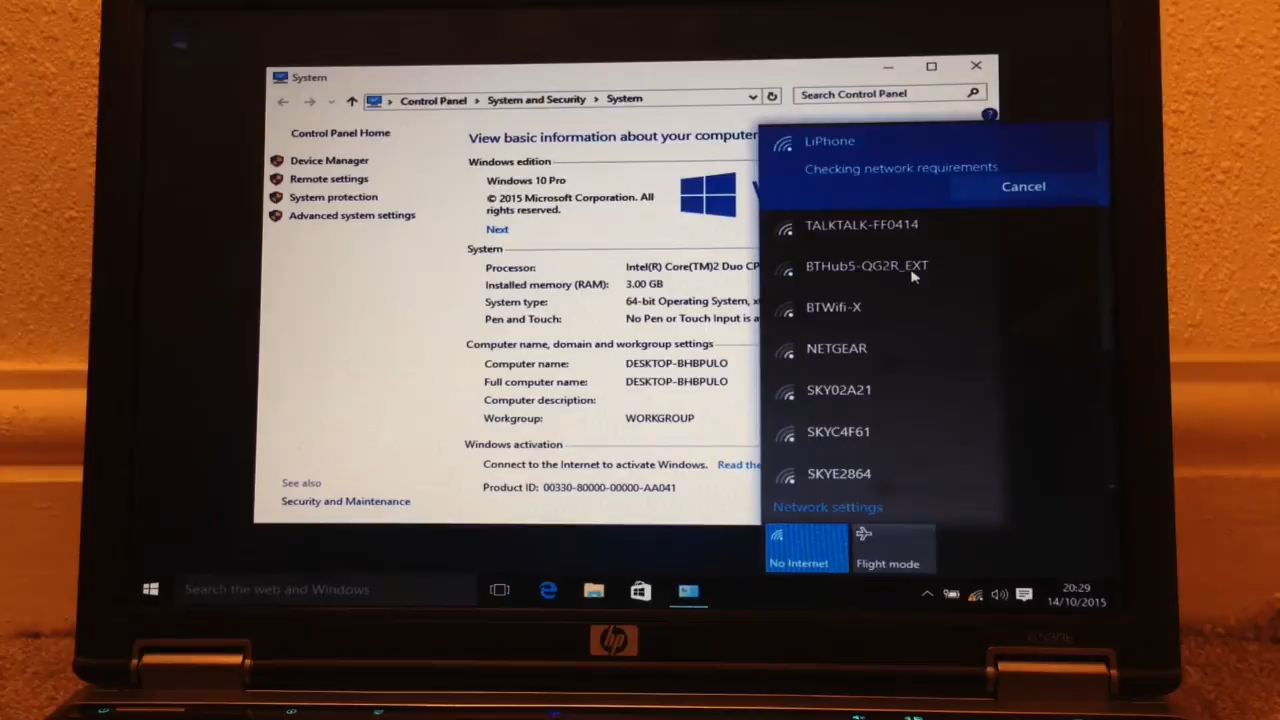 System
Control Panel > System and Security > System
Search Control Panel
Control Panel Home
Device Manager
Remote settings
System protection
Advanced system settings
See also
Security and Maintenance
View basic information about your computer
Windows edition
Windows 10 Pro
© 2015 Microsoft Corporation. All
rights reserved.
Next
System
Processor: Intel(R) Core(TM)2 Duo CP
Installed memory (RAM): 3.00 GB
System type: 64-bit Operating System, x
Pen and Touch: No Pen or Touch Input is a
Computer name, domain and workgroup settings
Computer name: DESKTOP-BHBPULO
Full computer name: DESKTOP-BHBPULO
Computer description:
Workgroup: WORKGROUP
Windows activation
Connect to the Internet to activate Windows. Read the
Product ID: 00330-80000-00000-AA041
LiPhone
Checking network requirements
Cancel
TALKTALK-FF0414
BTHub5-QG2R_EXT
BTWifi-X
NETGEAR
SKY02A21
SKYC4F61
SKYE2864
Network settings
No Internet
Flight mode
Search the web and Windows
20:29
14/10/2015
hp